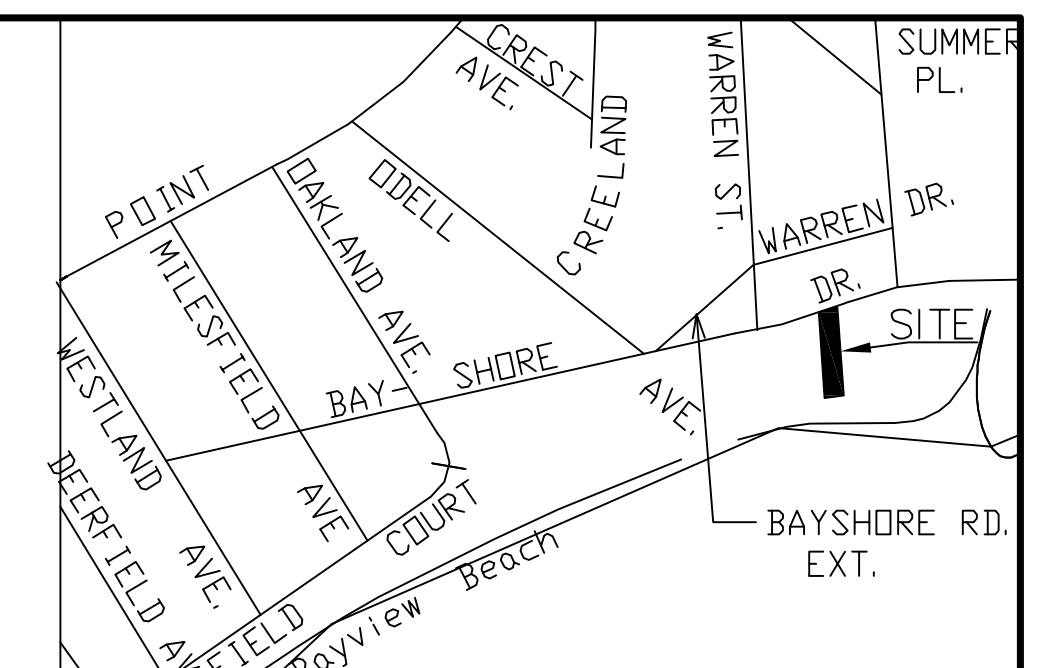 CREST
AVE.
SUMMER
PL.
WARREN ST.
CREELAND
POINT
OAKLAND AVE.
ODELL
AVE.
MILESFIELD
AVE
WARREN DR.
BAY-SHORE DR.
SITE
WESTLAND
AVE.
DEERFIELD AV
COURT
FIELD
BAYSHORE RD.
EXT.
Bayview Beach